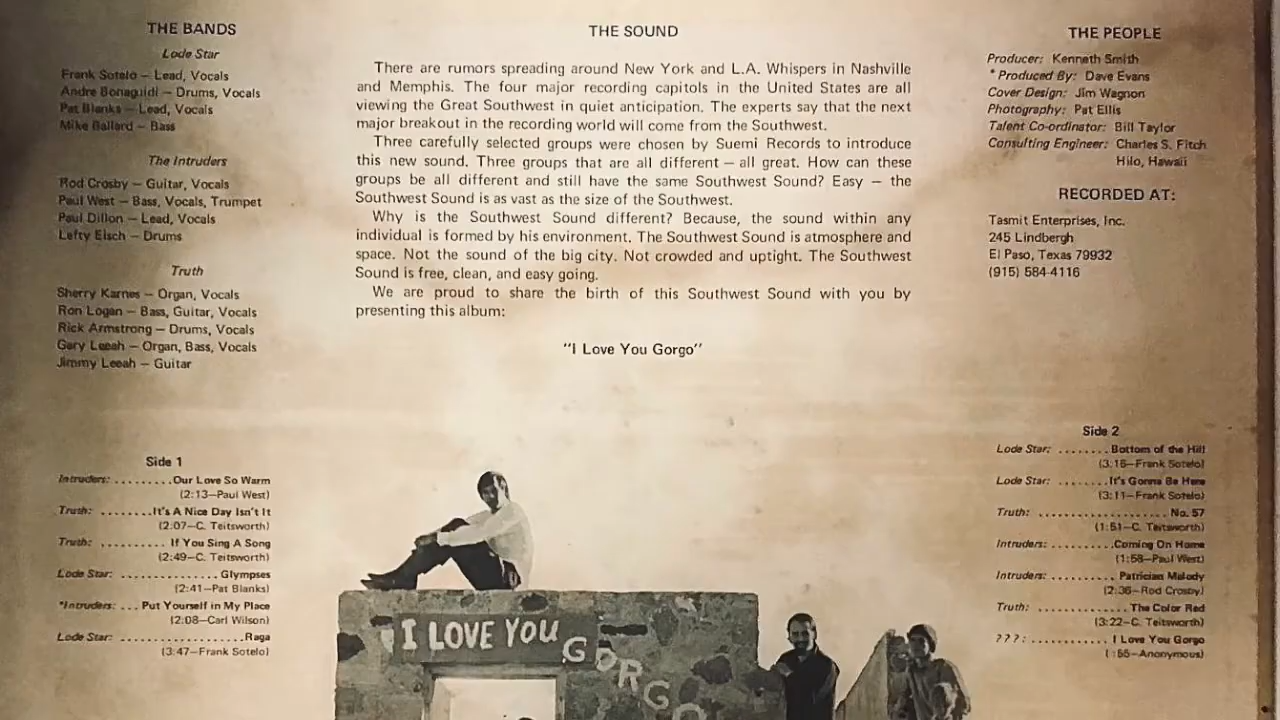 THE BANDS
Lode Star
Frank Sotelo — Lead, Vocals
Andre Bonaguidi — Drums, Vocals
Pat Blanks — Lead, Vocals
Mike Ballard — Bass
The Intruders
Rod Crosby — Guitar, Vocals
Paul West — Bass, Vocals, Trumpet
Paul Dillon — Lead, Vocals
Lefty Eisch — Drums
Truth
Sherry Karnes — Organ, Vocals
Ron Logan — Bass, Guitar, Vocals
Rick Armstrong — Drums, Vocals
Gary Leeah — Organ, Bass, Vocals
Jimmy Leeah — Guitar
THE SOUND
There are rumors spreading around New York and L.A. Whispers in Nashville
and Memphis. The four major recording capitols in the United States are all
viewing the Great Southwest in quiet anticipation. The experts say that the next
major breakout in the recording world will come from the Southwest.
Three carefully selected groups were chosen by Suemi Records to introduce
this new sound. Three groups that are all different — all great. How can these
groups be all different and still have the same Southwest Sound? Easy — the
Southwest Sound is as vast as the size of the Southwest.
Why is the Southwest Sound different? Because, the sound within any
individual is formed by his environment. The Southwest Sound is atmosphere and
space. Not the sound of the big city. Not crowded and uptight. The Southwest
Sound is free, clean, and easy going.
We are proud to share the birth of this Southwest Sound with you by
presenting this album:
"I Love You Gorgo"
THE PEOPLE
Producer: Kenneth Smith
*Produced By: Dave Evans
Cover Design: Jim Wagnon
Photography: Pat Ellis
Talent Co-ordinator: Bill Taylor
Consulting Engineer: Charles S. Fitch
Hilo, Hawaii
RECORDED AT:
Tasmit Enterprises, Inc.
245 Lindbergh
El Paso, Texas 79932
(915) 584-4116
Side 1
Intruders: .........Our Love So Warm
(2:13—Paul West)
Truth: ........It's A Nice Day Isn't It
(2:07—C. Teitsworth)
Truth: .......... If You Sing A Song
(2:49—C. Teitsworth)
Lode Star: .............. Glympses
(2:41—Pat Blanks)
*Intruders: ... Put Yourself in My Place
(2:08—Carl Wilson)
Lode Star: ....................Raga
(3:47—Frank Sotelo)
Side 2
Lode Star: ........Bottom of the Hill
(3:15—Frank Sotelo)
Lode Star: ........It's Gonna Be Here
(3:11—Frank Sotelo)
Truth: ................... No. 57
(1:51—C. Teitsworth)
Intruders: ..........Coming On Home
(1:58—Paul West)
Intruders: .......... Patrician Melody
(2:36—Rod Crosby)
Truth: ............. The Color Red
(3:22—C. Teitsworth)
???: ............ I Love You Gorgo
( :55—Anonymous)
I LOVE YOU
GORGO